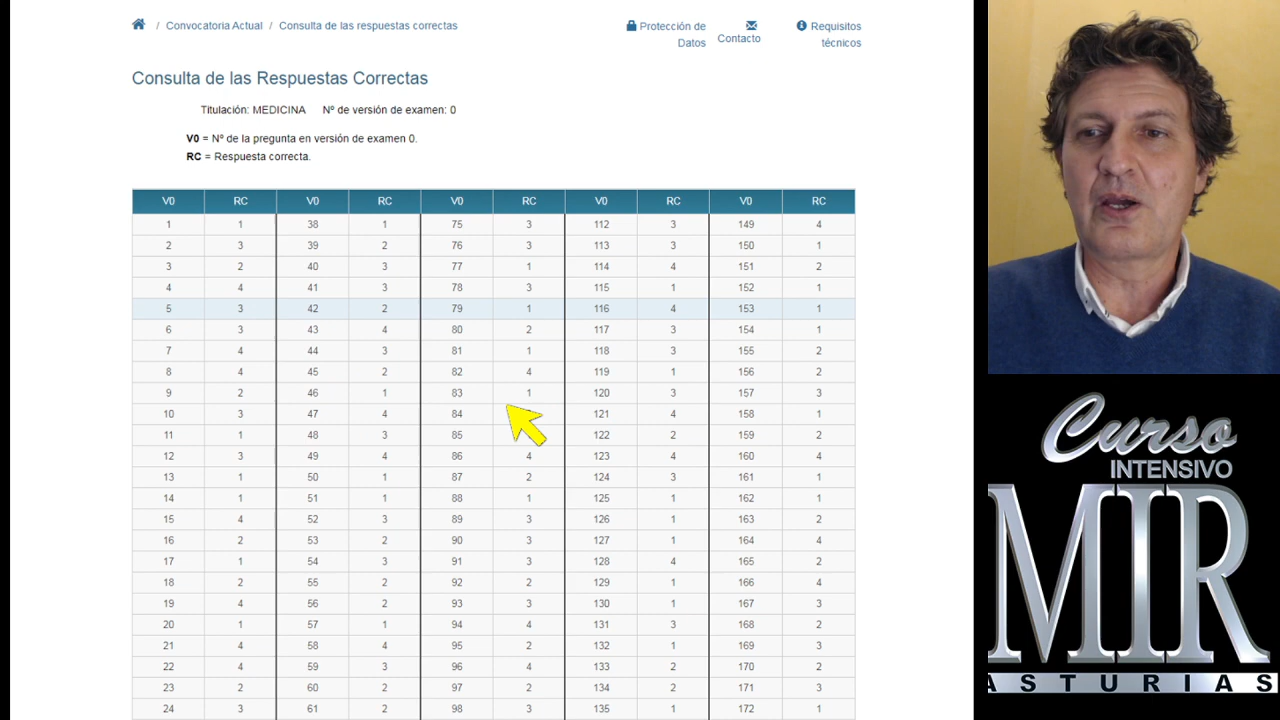 / Convocatoria Actual / Consulta de las respuestas correctas
Protección de Datos
Contacto
Requisitos técnicos
Consulta de las Respuestas Correctas
Titulación: MEDICINA Nº de versión de examen: 0
V0 = Nº de la pregunta en versión de examen 0.
RC = Respuesta correcta.
V0 RC V0 RC V0 RC V0 RC V0 RC
1 1 38 1 75 3 112 3 149 4
2 3 39 2 76 3 113 3 150 1
3 2 40 3 77 1 114 4 151 2
4 4 41 3 78 3 115 1 152 1
5 3 42 2 79 1 116 4 153 1
6 3 43 4 80 2 117 3 154 1
7 4 44 3 81 1 118 3 155 2
8 4 45 2 82 4 119 1 156 2
9 2 46 1 83 1 120 3 157 3
10 3 47 4 84 121 4 158 1
11 1 48 3 85 122 2 159 2
12 3 49 4 86 4 123 4 160 4
13 1 50 1 87 2 124 3 161 1
14 1 51 1 88 1 125 1 162 1
15 4 52 3 89 3 126 1 163 2
16 2 53 2 90 3 127 1 164 4
17 1 54 3 91 3 128 4 165 2
18 2 55 2 92 2 129 1 166 4
19 4 56 2 93 3 130 1 167 3
20 1 57 1 94 4 131 3 168 2
21 4 58 4 95 2 132 1 169 3
22 4 59 3 96 4 133 2 170 2
23 2 60 2 97 2 134 2 171 3
24 3 61 2 98 3 135 1 172 1
Curso
INTENSIVO
MIR
ASTURIAS